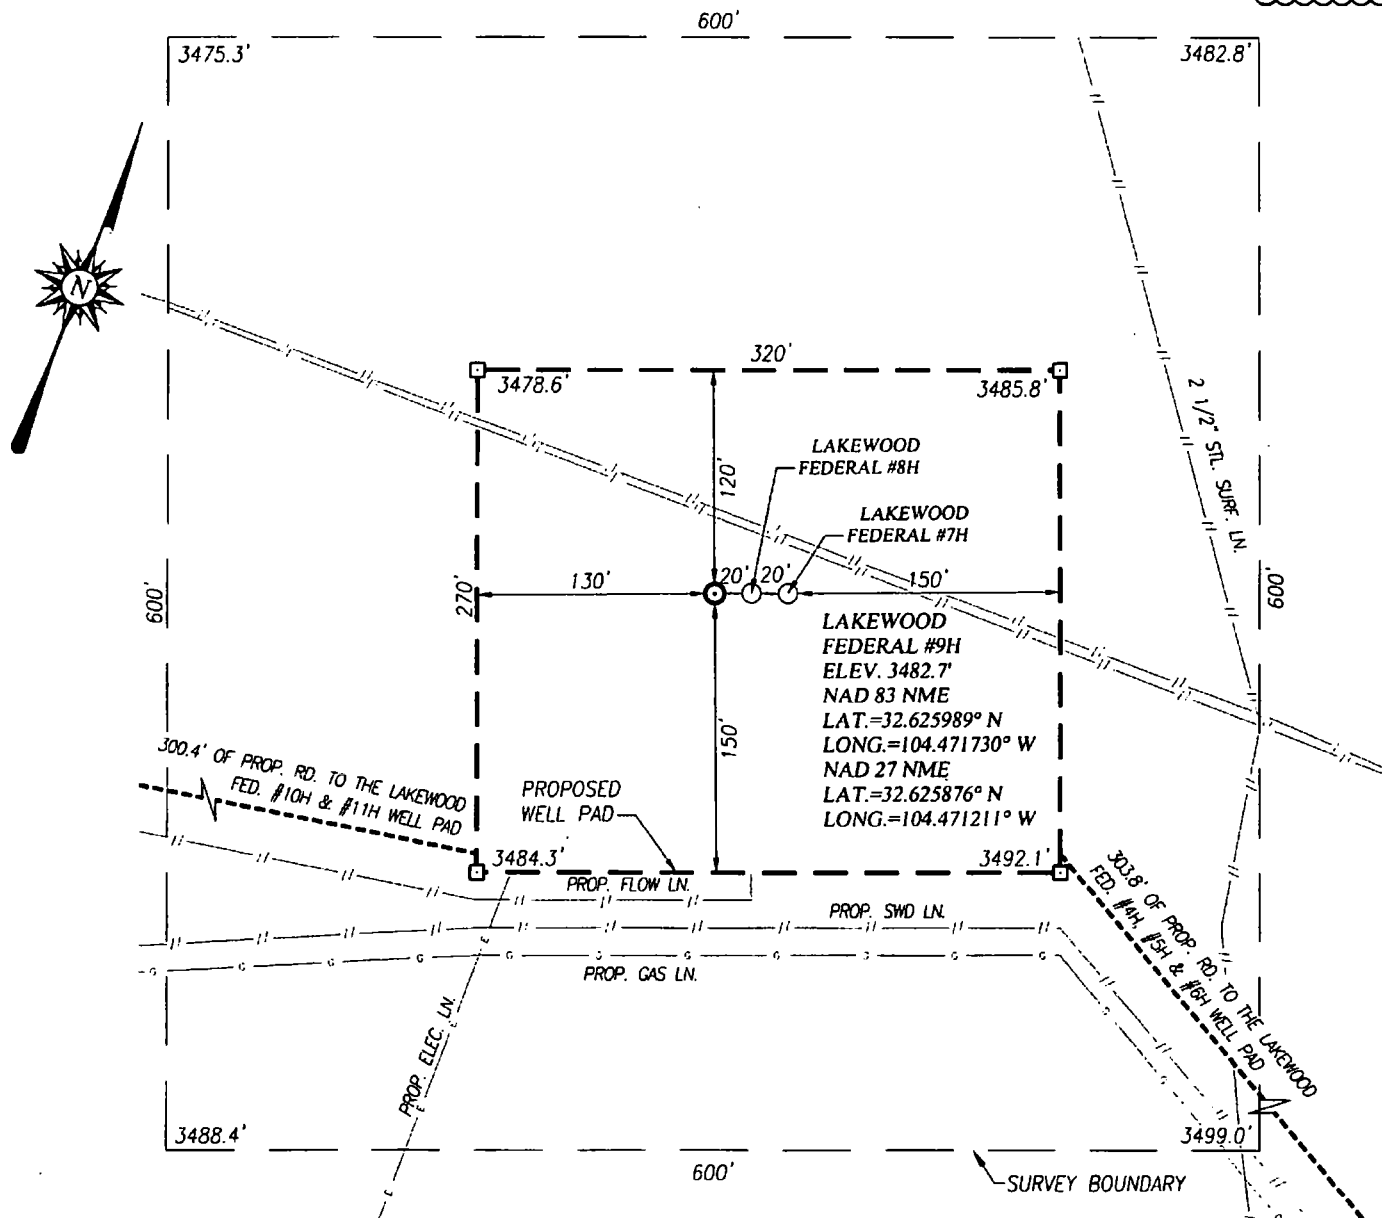 600'
3475.3'
3482.8'
N
320'
3478.6'
3485.8'
2 1/2" STL. SURF. LN.
LAKEWOOD
FEDERAL #8H
120'
LAKEWOOD
FEDERAL #7H
600'
270'
130'
20'
20'
150'
600'
LAKEWOOD
FEDERAL #9H
ELEV. 3482.7'
NAD 83 NME
LAT.=32.625989° N
LONG.=104.471730° W
NAD 27 NME
LAT.=32.625876° N
LONG.=104.471211° W
150'
300.4' OF PROP. RD. TO THE LAKEWOOD
FED. #10H & #11H WELL PAD
PROPOSED
WELL PAD
3484.3'
3492.1'
PROP. FLOW LN.
PROP. SWD LN.
PROP. GAS LN.
303.8' OF PROP. RD. TO THE LAKEWOOD
FED. #4H, #5H & #6H WELL PAD
PROP. ELEC. LN.
3488.4'
3499.0'
600'
SURVEY BOUNDARY